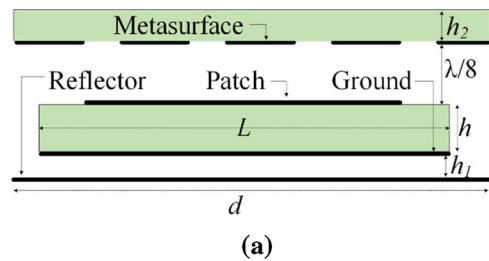 Metasurface
h₂
λ/8
Reflector Patch Ground
L
h
h₁
d
(a)